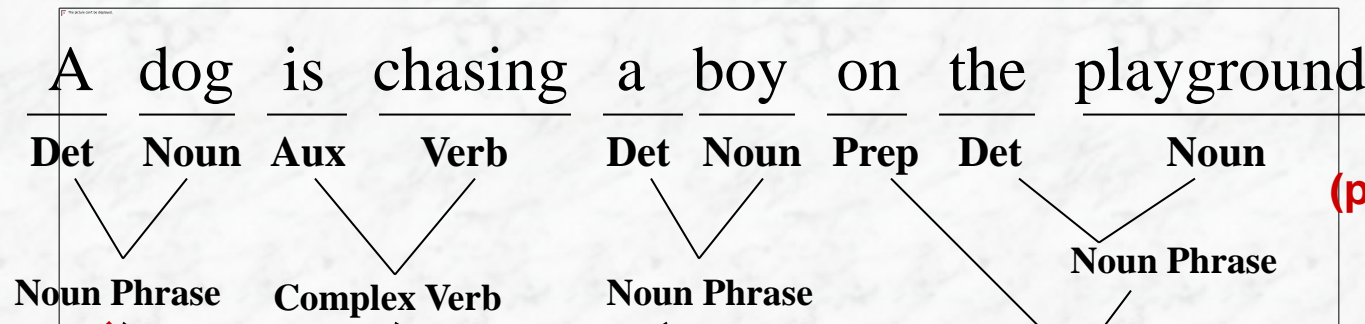 A dog is chasing a boy on the playground
Det Noun Aux Verb Det Noun Prep Det Noun
(p
Noun Phrase
Noun Phrase Complex Verb Noun Phrase